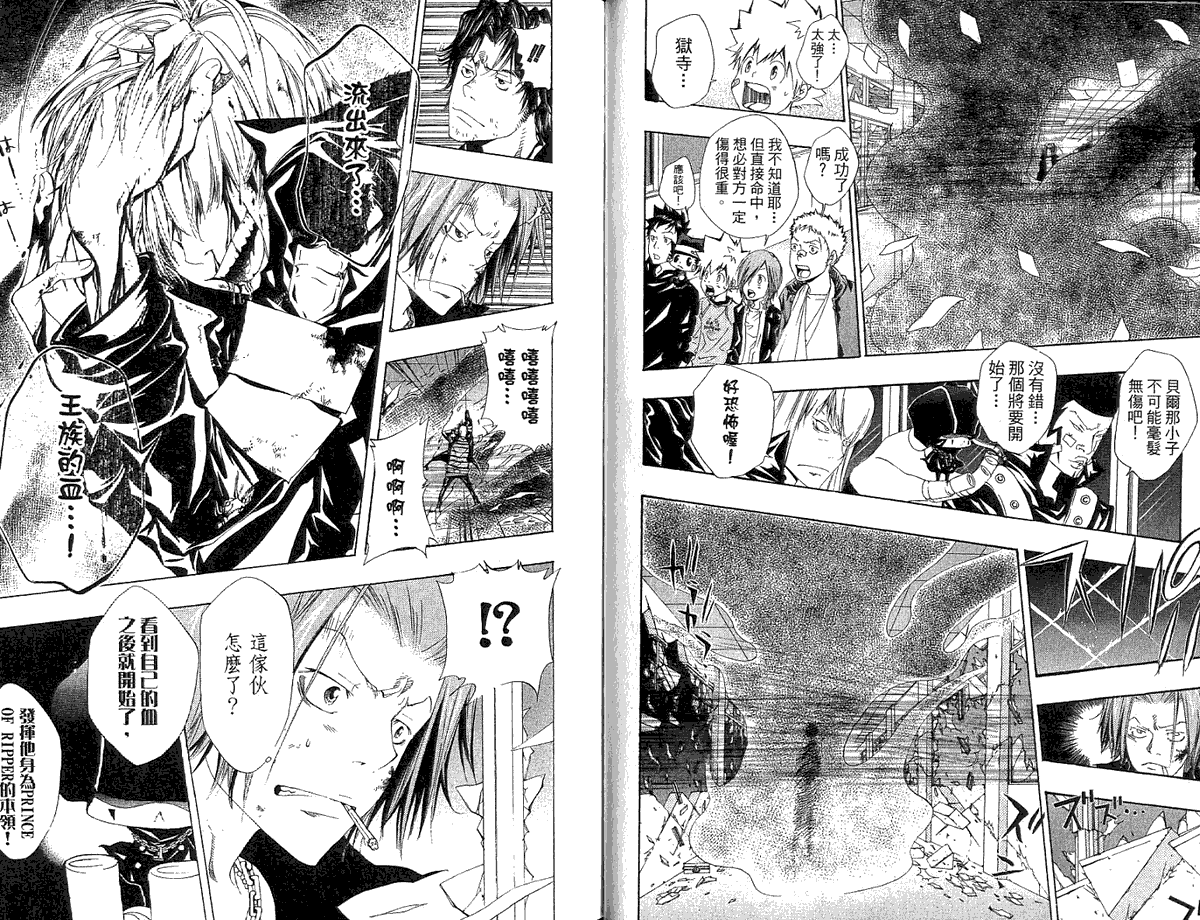 太…
太強了！
獄寺…
成功了
嗎？
我不知道耶…
但直接命中，
想必對方一定
傷得很重。
應該吧！
貝爾那小子
不可能毫髮
無傷吧！
沒有錯…
那個將要開
始了…
好恐怖喔！
ズズ
!!
流出來了…
はは
はは
王族的血…！
嘻嘻嘻嘻
嘻嘻…
啊啊啊…
!?
這傢伙
怎麼了？
看到自己的血
之後就開始了，
發揮他身為PRINCE
OF RIPPER的本領！